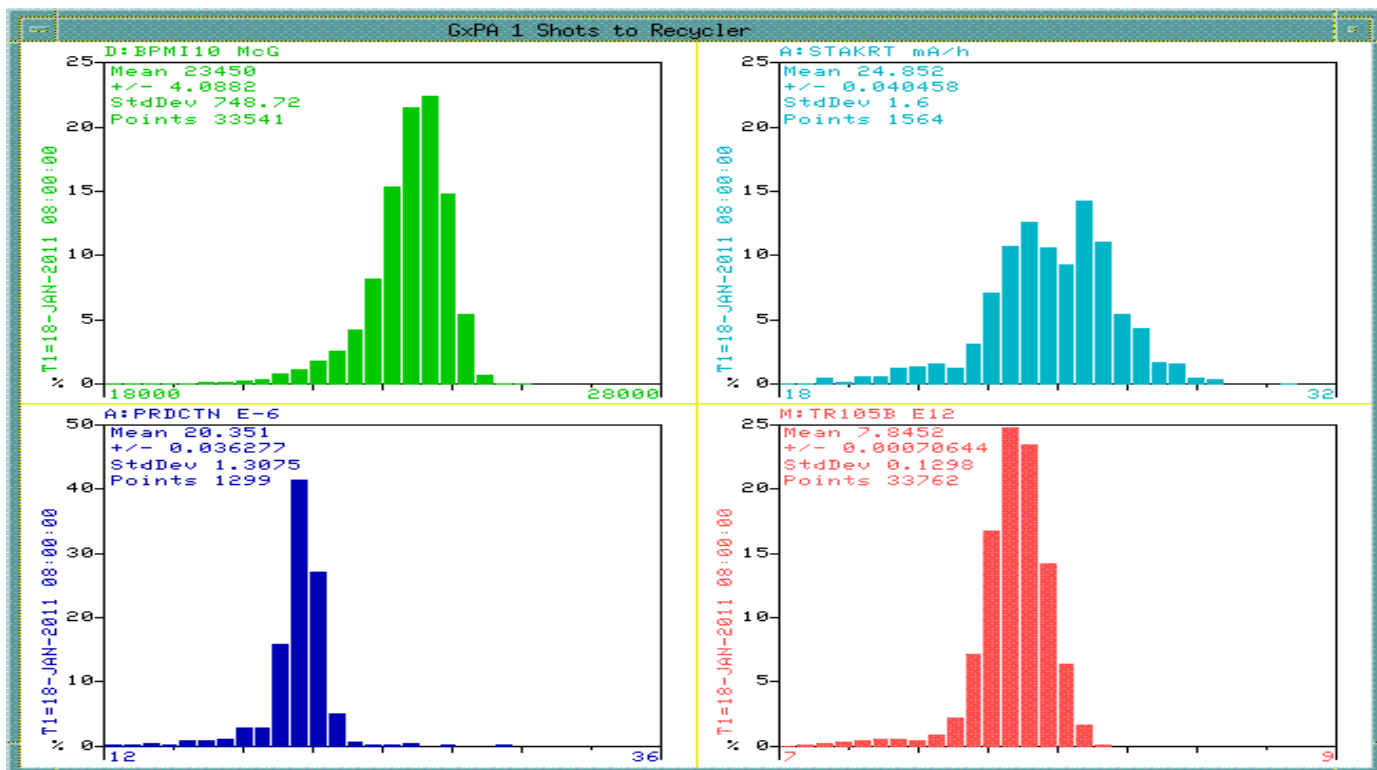 GxPA 1 Shots to Recycler
D:BPMI10 McG
25
20
15
10
5
% 0
Mean 23450
+/- 4.0882
StdDev 748.72
Points 33541
T1=18-JAN-2011 08:00:00
18000 28000
A:STAKRT mA/h
25
20
15
10
5
% 0
Mean 24.852
+/- 0.040458
StdDev 1.6
Points 1564
T1=18-JAN-2011 08:00:00
18 32
A:PRDCTN E-6
50
40
30
20
10
% 0
Mean 20.351
+/- 0.036277
StdDev 1.3075
Points 1299
T1=18-JAN-2011 08:00:00
12 36
M:TR105B E12
25
20
15
10
5
% 0
Mean 7.8452
+/- 0.00070644
StdDev 0.1298
Points 33762
T1=18-JAN-2011 08:00:00
7 9